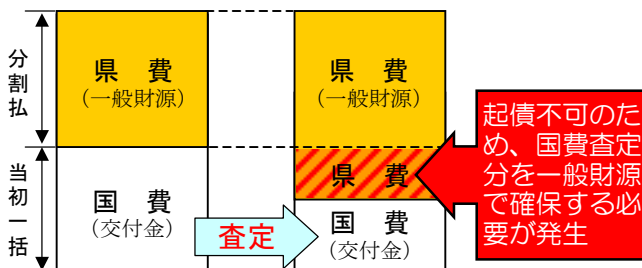 分割払
県 費
（一般財源）
県 費
（一般財源）
当初一括
国 費
（交付金）
査定
県 費
国 費
（交付金）
起債不可のた
め、国費査定
分を一般財源
で確保する必
要が発生